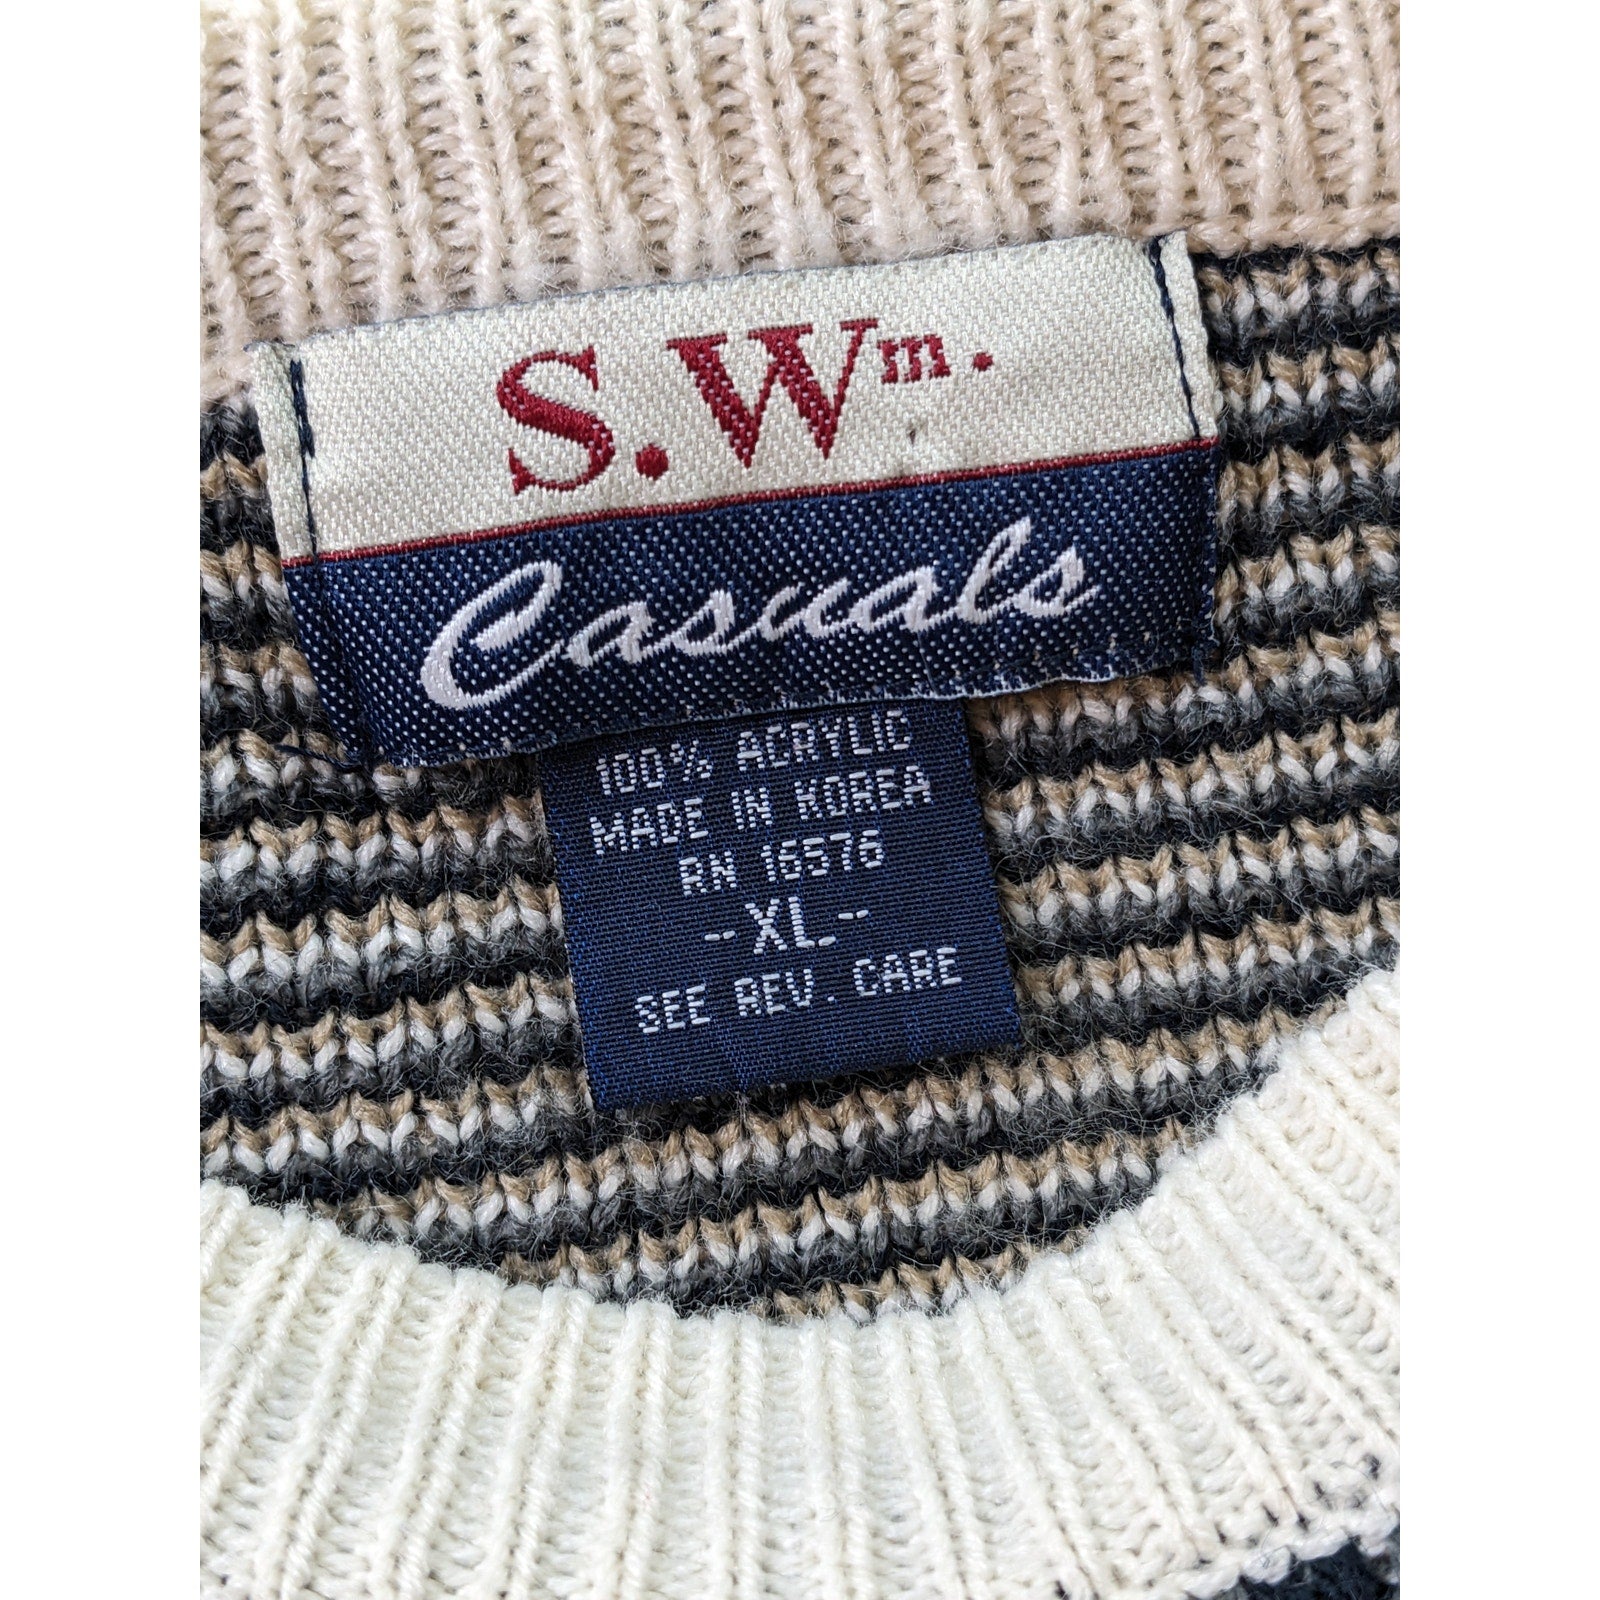 S.Wm.
Casuals
100% ACRYLIC
MADE IN KOREA
RN 16576
-XL-
SEE REV. CARE